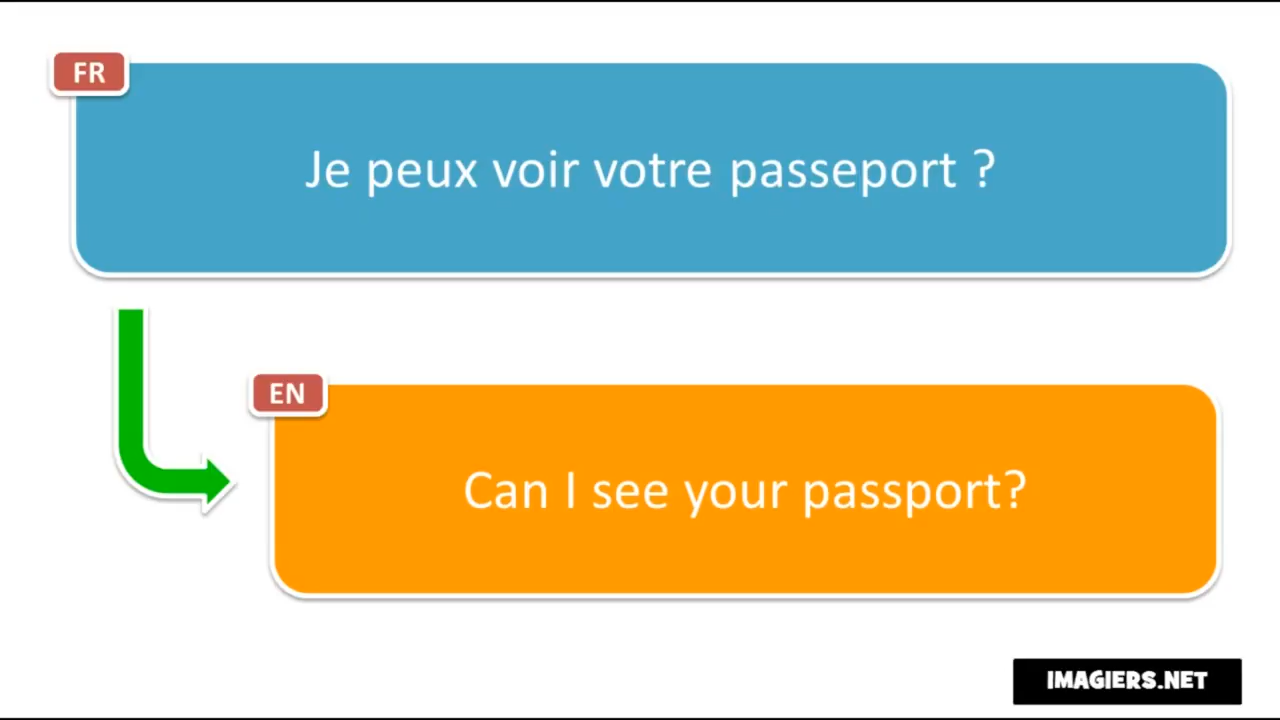 FR
Je peux voir votre passeport ?
EN
Can I see your passport?
IMAGIERS.NET